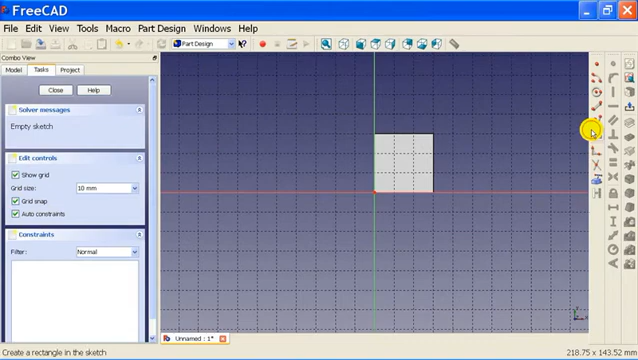 FreeCAD
File Edit View Tools Macro Part Design Windows Help
Part Design
Combo View
Model Tasks Project
Close Help
Solver messages
Empty sketch
Edit controls
Show grid
Grid size: 10 mm
Grid snap
Auto constraints
Constraints
Filter: Normal
Unnamed : 1*
Create a rectangle in the sketch
218.75 x 143.52 mm